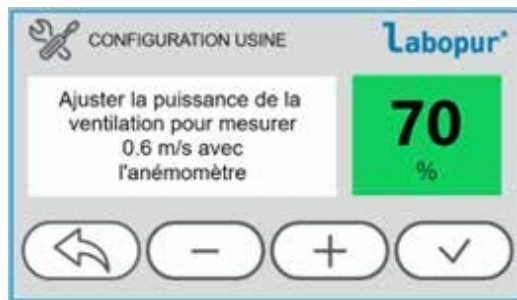 CONFIGURATION USINE
Labopur
Ajuster la puissance de la
ventilation pour mesurer
0.6 m/s avec
l'anémomètre
70
%